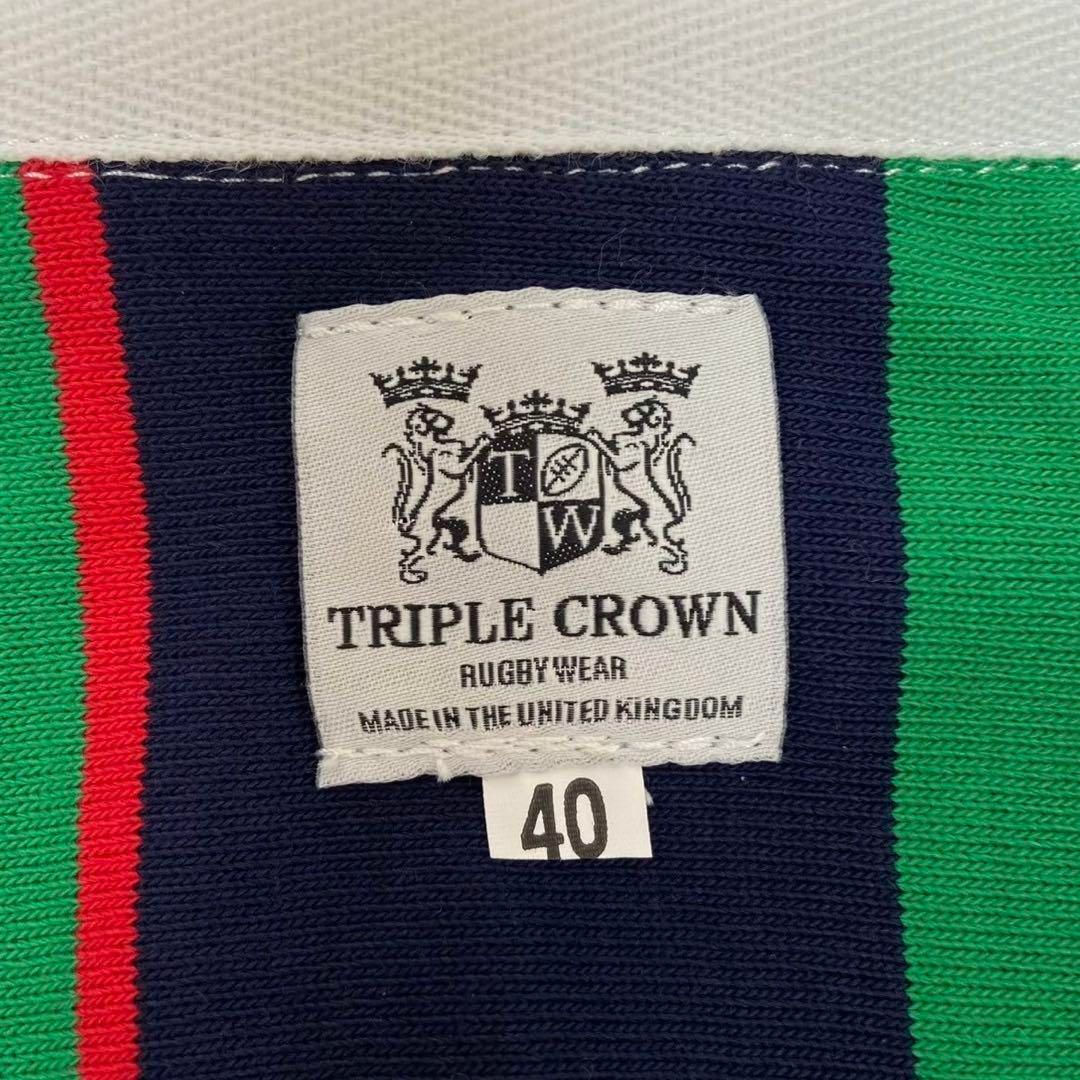 T
W
TRIPLE CROWN
RUGBY WEAR
MADE IN THE UNITED KINGDOM
40